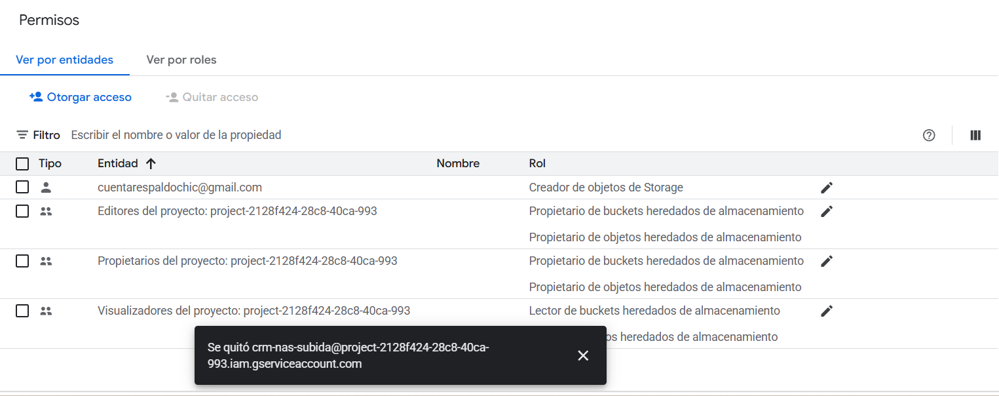 Permisos
Ver por entidades Ver por roles
Otorgar acceso Quitar acceso
Filtro Escribir el nombre o valor de la propiedad
Tipo Entidad Nombre Rol
cuentarespaldochic@gmail.com Creador de objetos de Storage
Editores del proyecto: project-2128f424-28c8-40ca-993 Propietario de buckets heredados de almacenamiento
Propietario de objetos heredados de almacenamiento
Propietarios del proyecto: project-2128f424-28c8-40ca-993 Propietario de buckets heredados de almacenamiento
Propietario de objetos heredados de almacenamiento
Visualizadores del proyecto: project-2128f424-28c8-40ca-993 Lector de buckets heredados de almacenamiento
os heredados de almacenamiento
Se quitó crm-nas-subida@project-2128f424-28c8-40ca-
993.iam.gserviceaccount.com